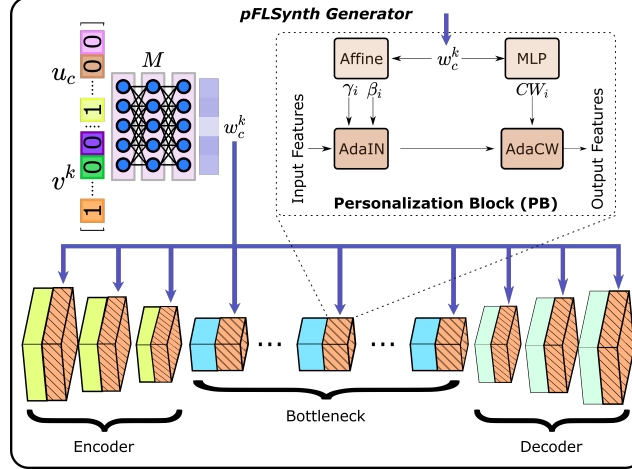 pFLSynth Generator
u_c
0
0
M
1
0
0
v^k
1
w_c^k
Affine
w_c^k
MLP
γ_i
β_i
CW_i
Input Features
AdaIN
AdaCW
Output Features
Personalization Block (PB)
...
...
Encoder
Bottleneck
Decoder